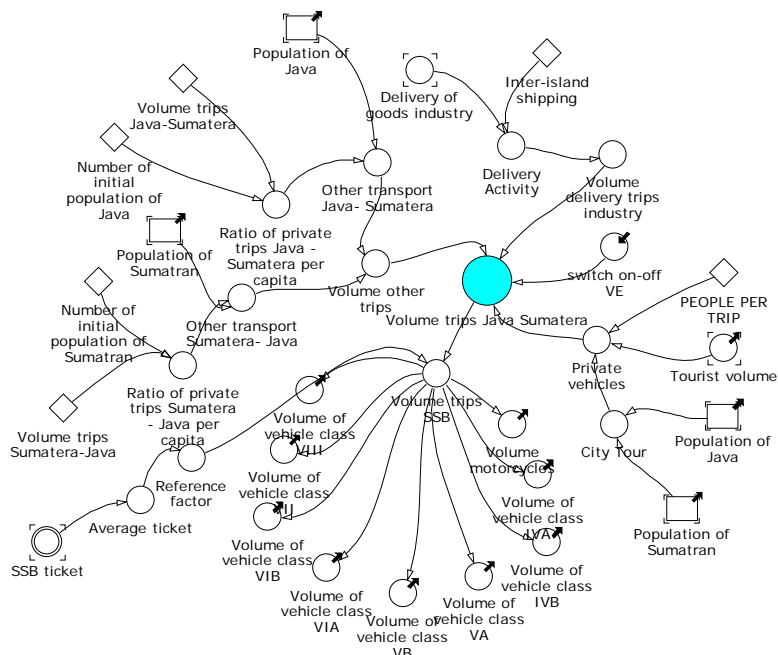 Population of
Java
Volume trips
Java-Sumatera
Delivery of
goods industry
Inter-island
shipping
Number of
initial
population of
Java
Other transport
Java- Sumatera
Delivery
Activity
Volume
delivery trips
industry
Ratio of private
trips Java -
Sumatera per
capita
Population of
Sumatran
switch on-off
VE
Volume other
trips
Number of
initial
population of
Sumatran
Other transport
Sumatera- Java
Volume trips Java Sumatera
PEOPLE PER
TRIP
Private
vehicles
Tourist volume
Ratio of private
trips Sumatera
- Java per
capita
Volume trips
SSB
Volume of
vehicle class
VIII
Volume trips
Sumatera-Java
City Tour
Population of
Java
Volume
motorcycles
Reference
factor
Volume of
vehicle class
VII
Volume of
vehicle class
IVA
Average ticket
Population of
Sumatran
SSB ticket
Volume of
vehicle class
VIB
Volume of
vehicle class
IVB
Volume of
vehicle class
VIA
Volume of
vehicle class
VB
Volume of
vehicle class
VA